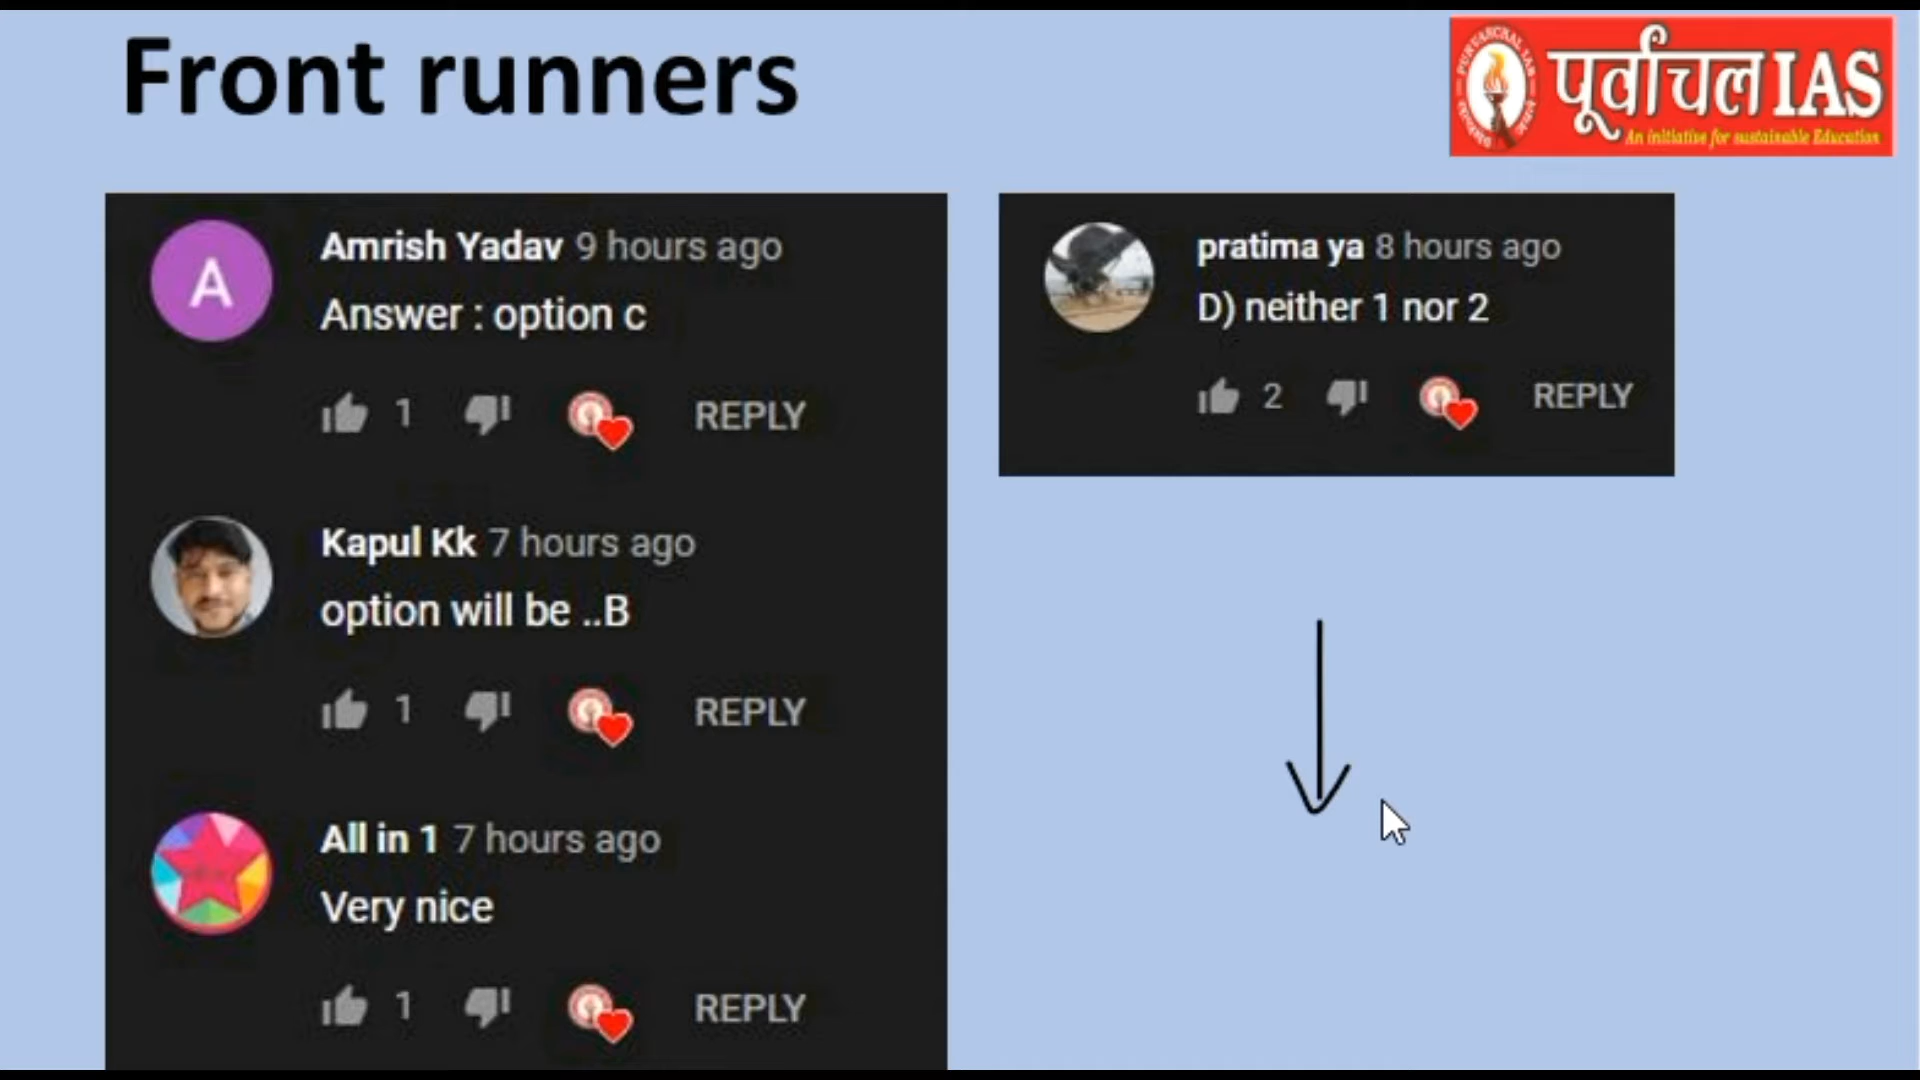 Front runners
पूर्वांचल IAS
An initiative for sustainable Education
PURVANCHAL IAS
A
Amrish Yadav 9 hours ago
Answer : option c
1 REPLY
Kapul Kk 7 hours ago
option will be ..B
1 REPLY
All in 1 7 hours ago
Very nice
1 REPLY
pratima ya 8 hours ago
D) neither 1 nor 2
2 REPLY